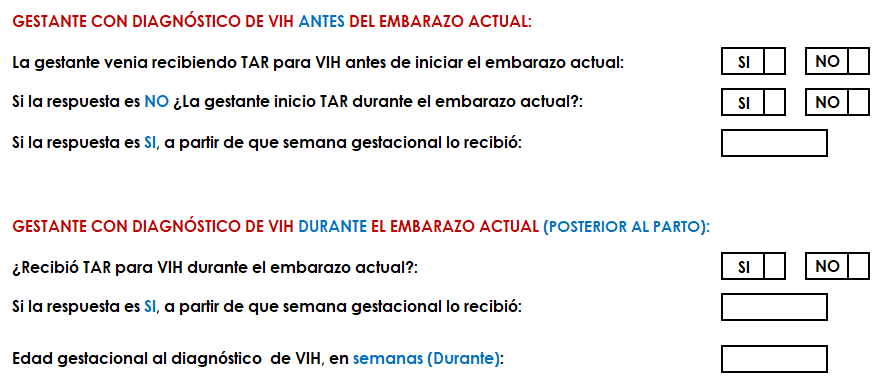 GESTANTE CON DIAGNÓSTICO DE VIH ANTES DEL EMBARAZO ACTUAL:
La gestante venia recibiendo TAR para VIH antes de iniciar el embarazo actual: SI NO
Si la respuesta es NO ¿La gestante inicio TAR durante el embarazo actual?: SI NO
Si la respuesta es SI, a partir de que semana gestacional lo recibió:
GESTANTE CON DIAGNÓSTICO DE VIH DURANTE EL EMBARAZO ACTUAL (POSTERIOR AL PARTO):
¿Recibió TAR para VIH durante el embarazo actual?: SI NO
Si la respuesta es SI, a partir de que semana gestacional lo recibió:
Edad gestacional al diagnóstico de VIH, en semanas (Durante):